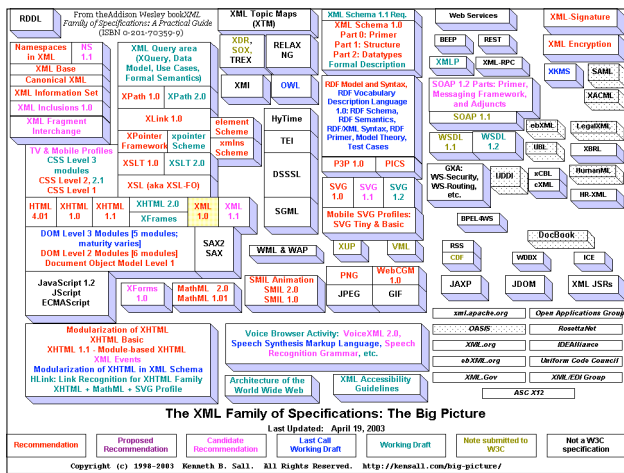 RDDL
From theAddison Wesley bookXML
Family of Specifications: A Practical Guide
(ISBN 0-201-70359-9)
XML Topic Maps
(XTM)
XML Schema 1.1 Req.
XML Schema 1.0
Part 0: Primer
Part 1: Structure
Part 2: Datatypes
Formal Description
Web Services
XML-Signature
BEEP
REST
XML Encryption
Namespaces
in XML
NS
1.1
XML Base
Canonical XML
XML Information Set
XML Inclusions 1.0
XML Fragment
Interchange
XML Query area
(XQuery, Data
Model, Use Cases,
Formal Semantics)
XPath 1.0
XPath 2.0
XLink 1.0
XPointer
Framework
xpointer
Scheme
element
Scheme
xmlns
Scheme
XSLT 1.0
XSLT 2.0
XSL (aka XSL-FO)
XDR,
SOX,
TREX
RELAX
NG
XMI
OWL
HyTime
TEI
DSSSL
SGML
RDF Model and Syntax,
RDF Vocabulary
Description Language
1.0: RDF Schema,
RDF Semantics,
RDF/XML Syntax, RDF
Primer, Model Theory,
Test Cases
P3P 1.0
PICS
SVG
1.0
SVG
1.1
SVG
1.2
Mobile SVG Profiles:
SVG Tiny & Basic
XMLP
XML-RPC
XKMS
SAML
XACML
SOAP 1.2 Parts: Primer,
Messaging Framework,
and Adjuncts
SOAP 1.1
WSDL
1.1
WSDL
1.2
ebXML
LegalXML
UBL
XBRL
GXA:
WS-Security,
WS-Routing,
etc.
UDDI
xCBL
cXML
HumanML
HR-XML
BPEL4WS
DocBook
TV & Mobile Profiles
CSS Level 3
modules
CSS Level 2, 2.1
CSS Level 1
HTML
4.01
XHTML
1.0
XHTML
1.1
XHTML 2.0
XFrames
XML
1.0
XML
1.1
DOM Level 3 Modules [5 modules;
maturity varies]
DOM Level 2 Modules [6 modules]
Document Object Model Level 1
SAX2
SAX
WML & WAP
XUP
VML
RSS
CDF
WDDX
ICE
JavaScript 1.2
JScript
ECMAScript
XForms
1.0
MathML 2.0
MathML 1.01
SMIL Animation
SMIL 2.0
SMIL 1.0
PNG
WebCGM
1.0
JPEG
GIF
JAXP
JDOM
XML JSRs
xml.apache.org
Open Applications Group
OASIS
RosettaNet
XML.org
IDEAlliance
ebXML.org
Uniform Code Council
XML.Gov
XML/EDI Group
ASC X12
Modularization of XHTML
XHTML Basic
XHTML 1.1 - Module-based XHTML
XML Events
Modularization of XHTML in XML Schema
HLink: Link Recognition for XHTML Family
XHTML + MathML + SVG Profile
Voice Browser Activity: VoiceXML 2.0,
Speech Synthesis Markup Language, Speech
Recognition Grammar, etc.
Architecture of the
World Wide Web
XML Accessibility
Guidelines
The XML Family of Specifications: The Big Picture
Last Updated: April 19, 2003
Recommendation
Proposed
Recommendation
Candidate
Recommendation
Last Call
Working Draft
Working Draft
Note submitted to
W3C
Not a W3C
specification
Copyright (c) 1998-2003 Kenneth B. Sall. All Rights Reserved. http://kensall.com/big-picture/